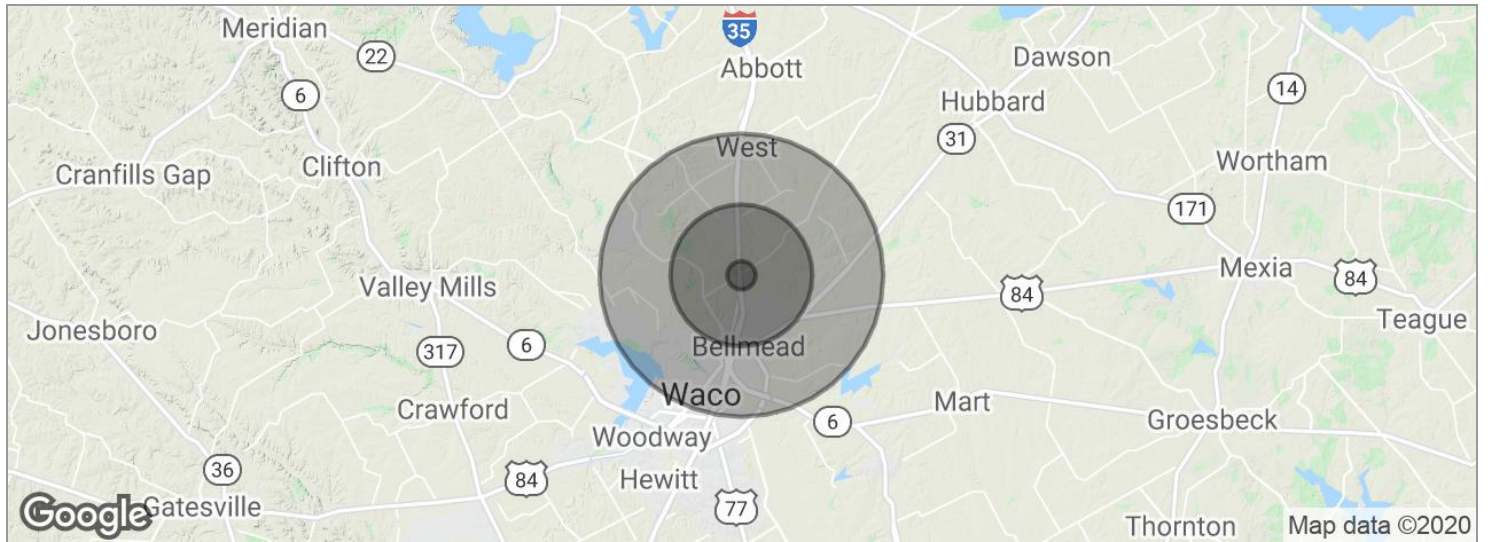 Meridian
35
22
Abbott
Dawson
6
Hubbard
14
31
West
Clifton
Wortham
Cranfills Gap
171
Valley Mills
84
Mexia
84
Jonesboro
317
6
Bellmead
Teague
Waco
Crawford
6
Mart
Groesbeck
Woodway
36
84
Hewitt
77
Google
Gatesville
Thornton
Map data ©2020